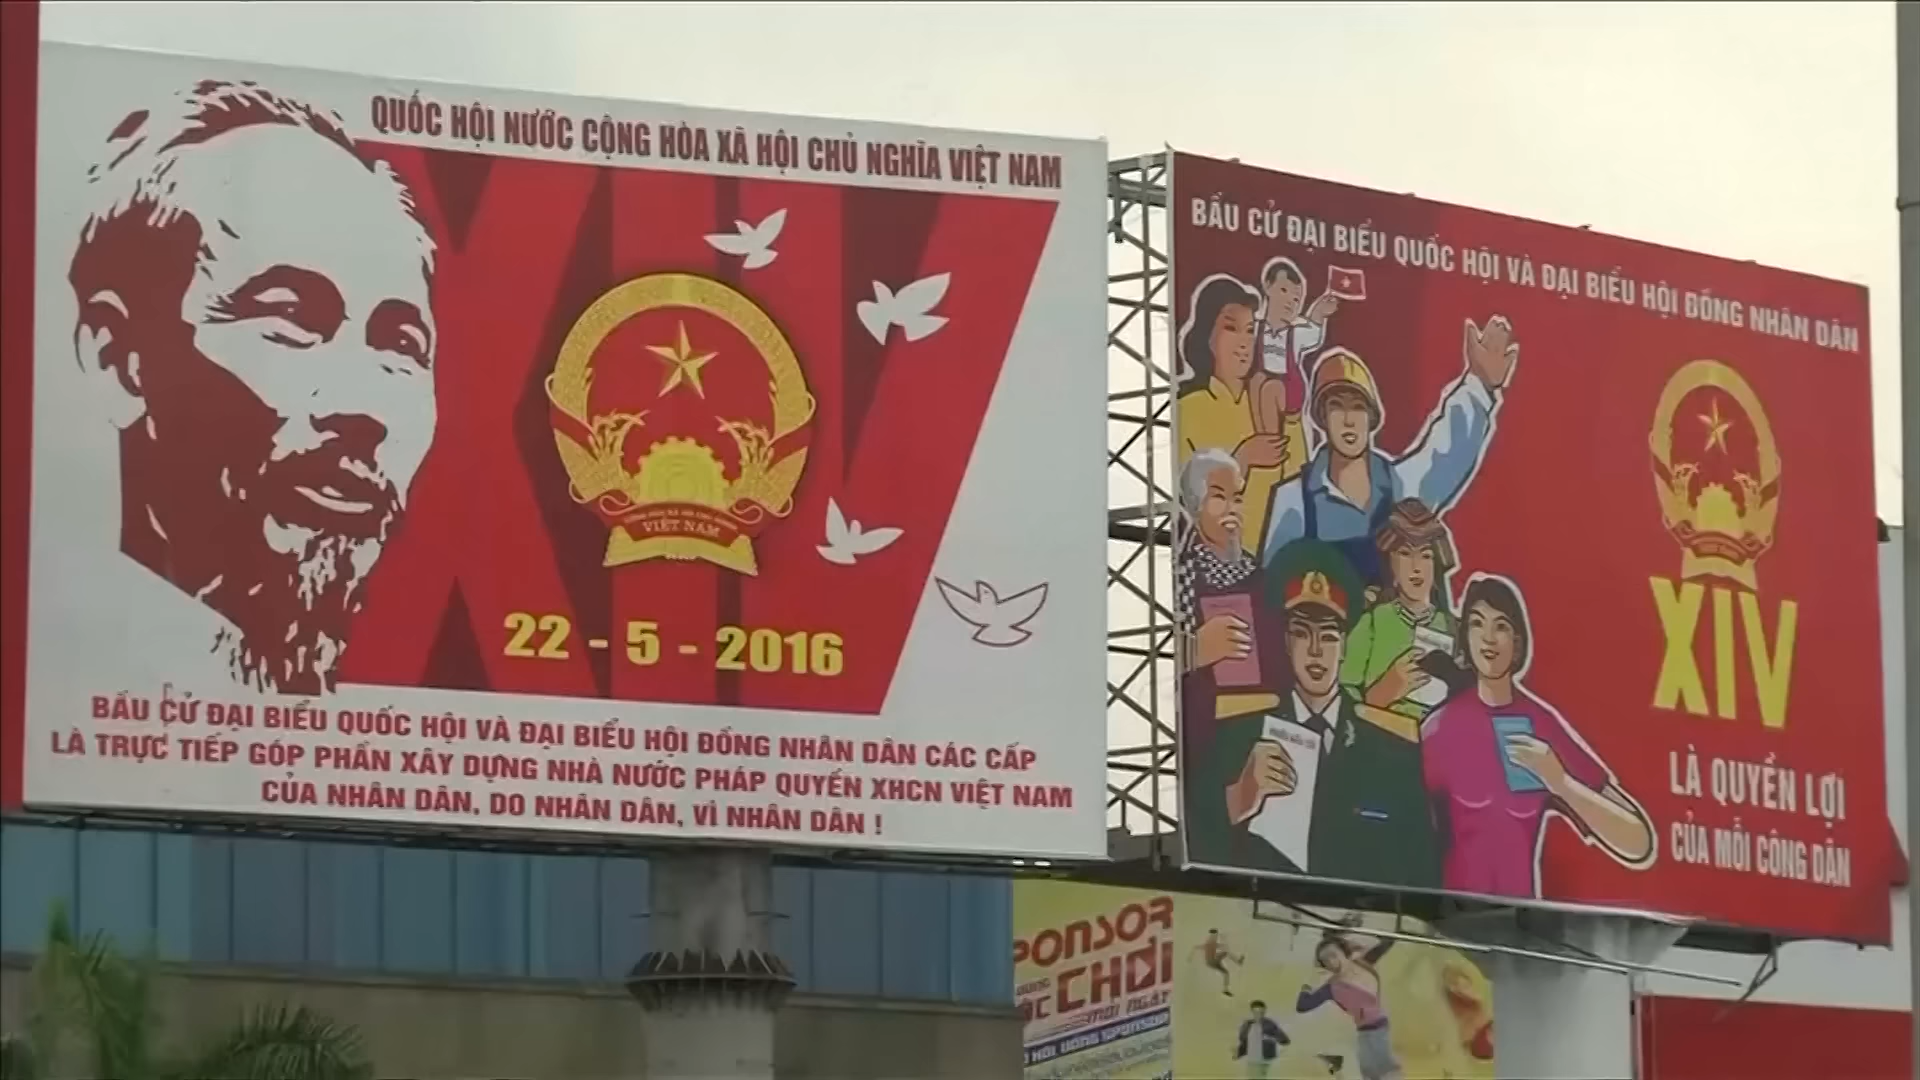 QUỐC HỘI NƯỚC CỘNG HÒA XÃ HỘI CHỦ NGHĨA VIỆT NAM
XIV
VIỆT NAM
22 - 5 - 2016
BẦU CỬ ĐẠI BIỂU QUỐC HỘI VÀ ĐẠI BIỂU HỘI ĐỒNG NHÂN DÂN CÁC CẤP
LÀ TRỰC TIẾP GÓP PHẦN XÂY DỰNG NHÀ NƯỚC PHÁP QUYỀN XHCN VIỆT NAM
CỦA NHÂN DÂN, DO NHÂN DÂN, VÌ NHÂN DÂN !
BẦU CỬ ĐẠI BIỂU QUỐC HỘI VÀ ĐẠI BIỂU HỘI ĐỒNG NHÂN DÂN
XIV
LÀ QUYỀN LỢI
CỦA MỖI CÔNG DÂN
PONSOR
CHƠI
MỖI NGÀY